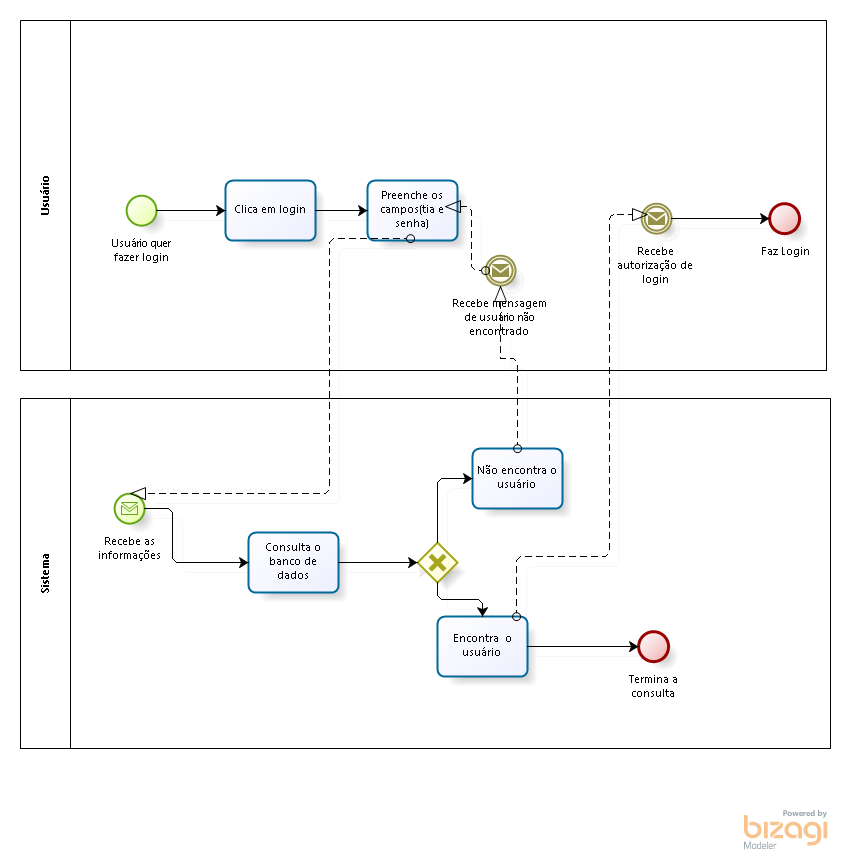 Usuário
Usuário quer
fazer login
Clica em login
Preenche os
campos(tia e
senha)
Recebe mensagem
de usuário não
encontrado
Recebe
autorização de
login
Faz Login
Sistema
Recebe as
informações
Consulta o
banco de
dados
Não encontra o
usuário
Encontra  o
usuário
Termina a
consulta
Powered by
bizagi
Modeler